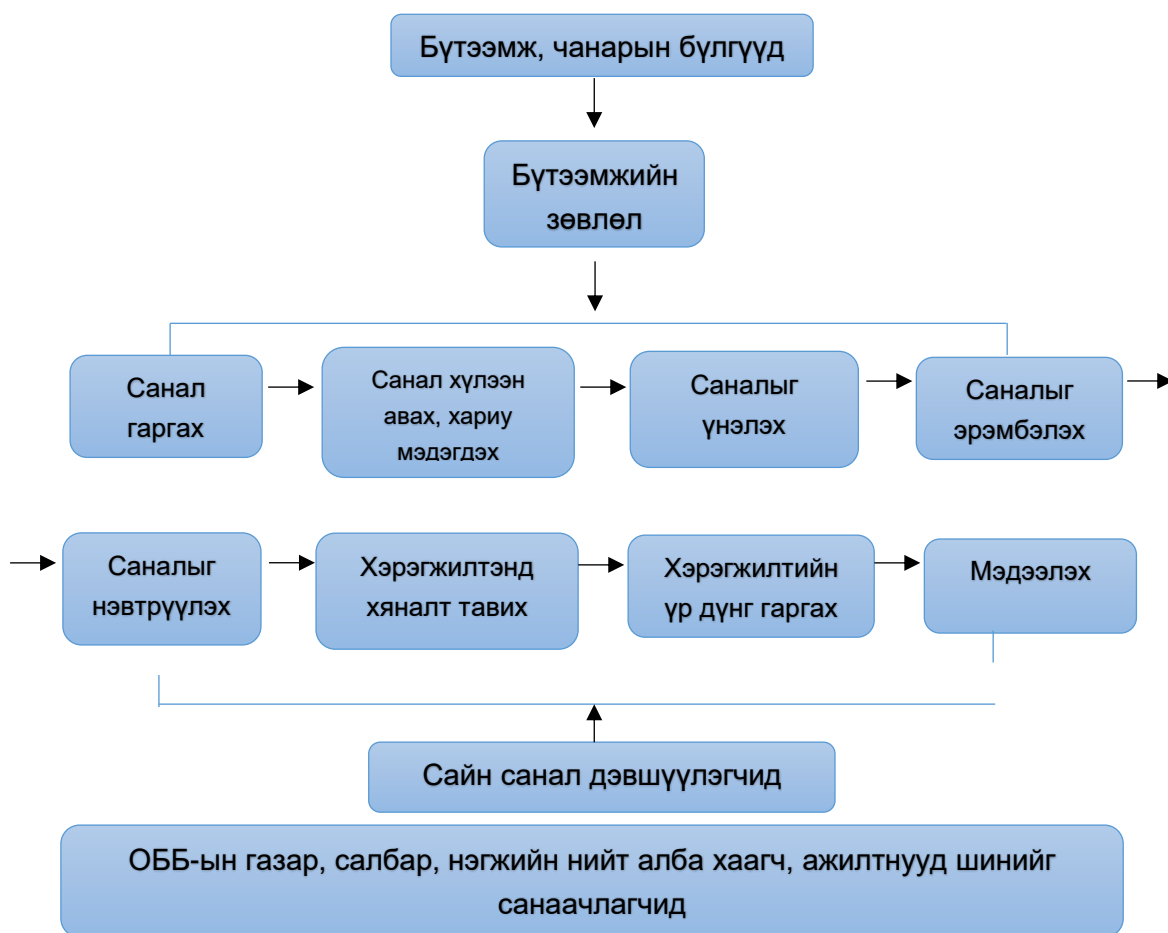 Бүтээмж, чанарын бүлгүүд
Бүтээмжийн
зөвлөл
Санал
гаргах
Санал хүлээн
авах, хариу
мэдэгдэх
Саналыг
үнэлэх
Саналыг
эрэмбэлэх
Саналыг
нэвтрүүлэх
Хэрэгжилтэнд
хяналт тавих
Хэрэгжилтийн
үр дүнг гаргах
Мэдээлэх
Сайн санал дэвшүүлэгчид
ОББ-ын газар, салбар, нэгжийн нийт алба хаагч, ажилтнууд шинийг
санаачлагчид